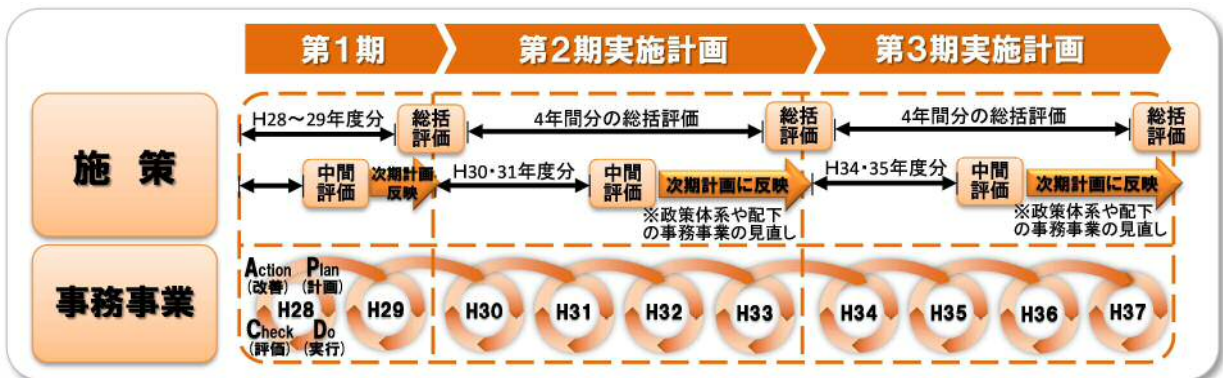 第1期
第2期実施計画
第3期実施計画
施 策
H28～29年度分
総括
評価
4年間分の総括評価
総括
評価
4年間分の総括評価
総括
評価
中間
評価
次期計画
反映
H30・31年度分
中間
評価
次期計画に反映
※政策体系や配下
の事務事業の見直し
H34・35年度分
中間
評価
次期計画に反映
※政策体系や配下
の事務事業の見直し
事務事業
Action Plan
(改善) (計画)
H28
Check Do
(評価) (実行)
H29
H30
H31
H32
H33
H34
H35
H36
H37